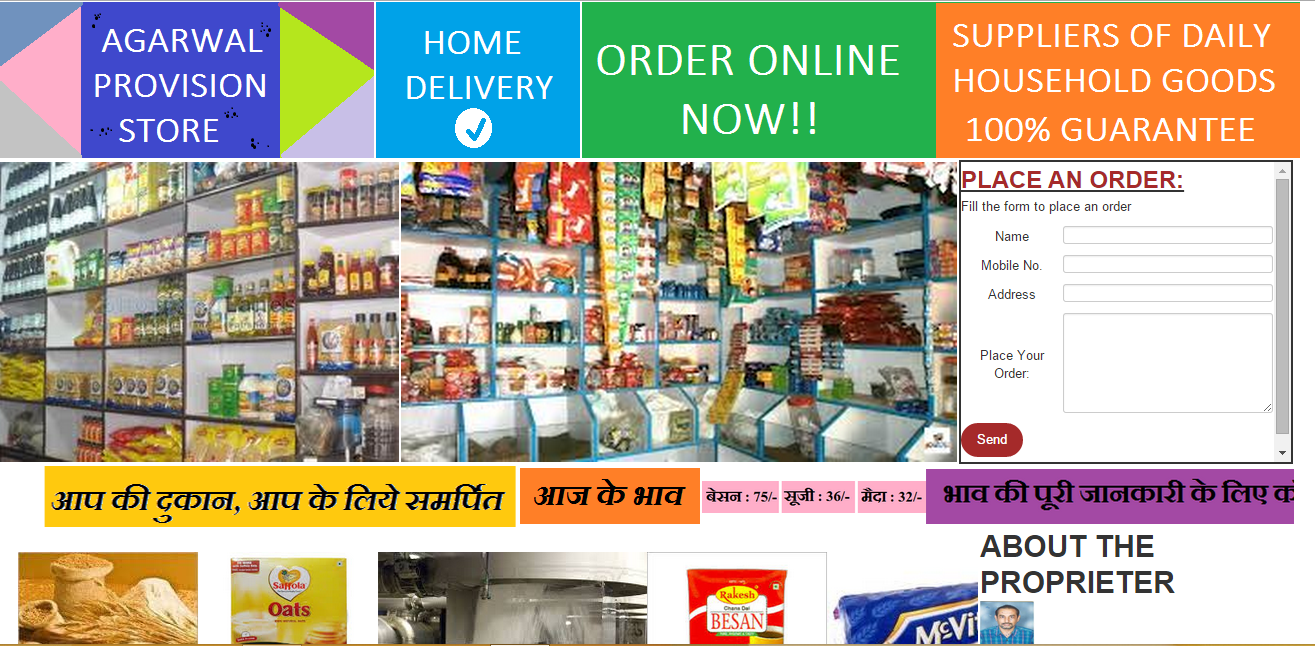 AGARWAL
PROVISION
STORE
HOME
DELIVERY
ORDER ONLINE
NOW!!
SUPPLIERS OF DAILY
HOUSEHOLD GOODS
100% GUARANTEE
PLACE AN ORDER:
Fill the form to place an order
Name
Mobile No.
Address
Place Your
Order:
Send
आप की दुकान, आप के लिये समर्पित
आज के भाव
बेसन : 75/-
सूजी : 36/-
मैदा : 32/-
भाव की पूरी जानकारी के लिए
ABOUT THE
PROPRIETER
Saffola
Oats
Rakesh
Chana Dal
BESAN
McVi